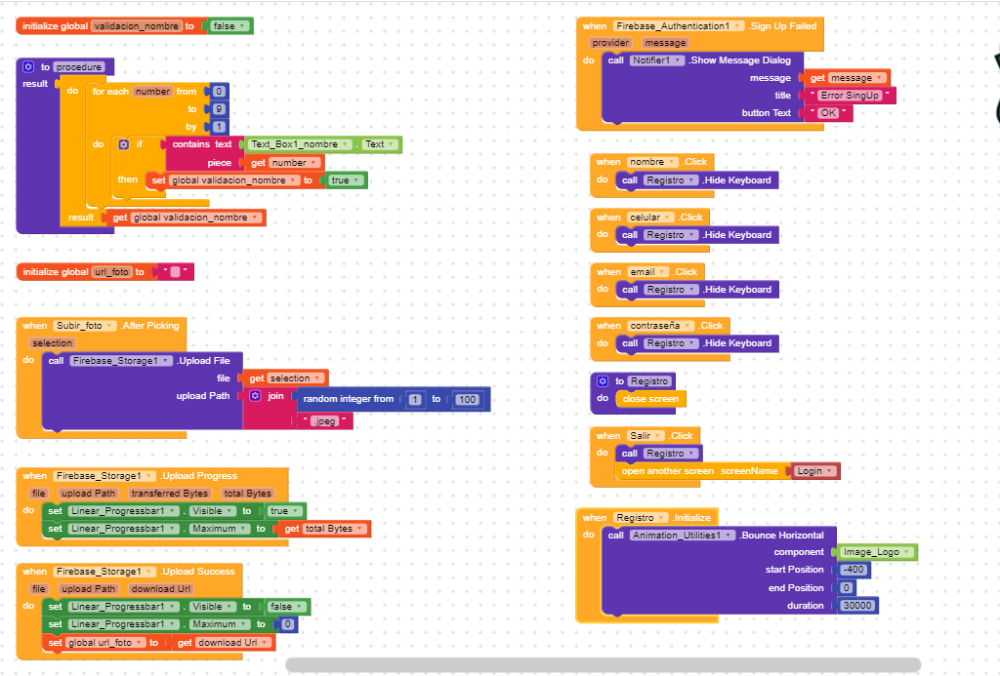 initialize global validacion_nombre to false
to procedure
result
do for each number from 0
to 9
by 1
do if contains text Text_Box1_nombre . Text
piece get number
then set global validacion_nombre to true
result get global validacion_nombre
initialize global url_foto to " "
when Subir_foto .After Picking
selection
do call Firebase_Storage1 .Upload File
file get selection
upload Path join random integer from 1 to 100
" .jpeg "
when Firebase_Storage1 .Upload Progress
file upload Path transferred Bytes total Bytes
do set Linear_Progressbar1 . Visible to true
set Linear_Progressbar1 . Maximum to get total Bytes
when Firebase_Storage1 .Upload Success
file upload Path download Url
do set Linear_Progressbar1 . Visible to false
set Linear_Progressbar1 . Maximum to 0
set global url_foto to get download Url
when Firebase_Authentication1 .Sign Up Failed
provider message
do call Notifier1 .Show Message Dialog
message get message
title " Error SingUp "
button Text " OK "
when nombre .Click
do call Registro .Hide Keyboard
when celular .Click
do call Registro .Hide Keyboard
when email .Click
do call Registro .Hide Keyboard
when contraseña .Click
do call Registro .Hide Keyboard
to Registro
do close screen
when Salir .Click
do call Registro
open another screen screenName Login
when Registro .Initialize
do call Animation_Utilities1 .Bounce Horizontal
component Image_Logo
start Position -400
end Position 0
duration 30000